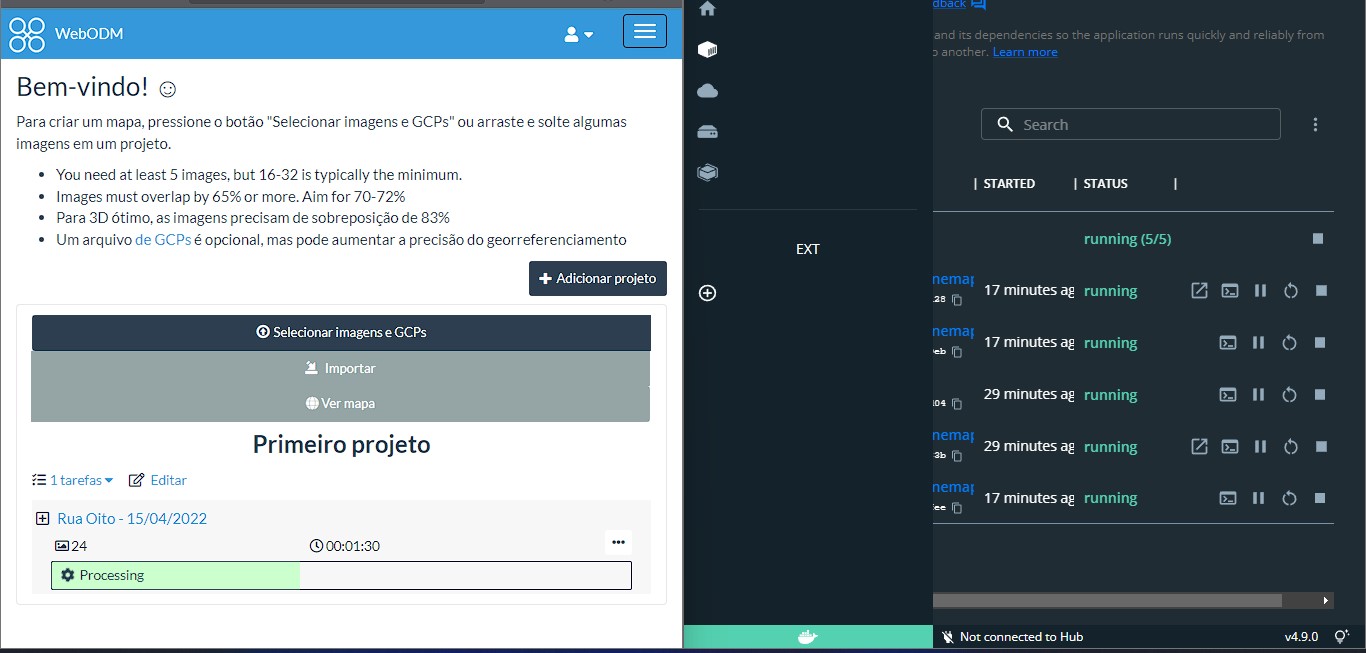 WebODM
Bem-vindo!
Para criar um mapa, pressione o botão "Selecionar imagens e GCPs" ou arraste e solte algumas
imagens em um projeto.
You need at least 5 images, but 16-32 is typically the minimum.
Images must overlap by 65% or more. Aim for 70-72%
Para 3D ótimo, as imagens precisam de sobreposição de 83%
Um arquivo de GCPs é opcional, mas pode aumentar a precisão do georreferenciamento
Adicionar projeto
Selecionar imagens e GCPs
Importar
Ver mapa
Primeiro projeto
1 tarefas
Editar
Rua Oito - 15/04/2022
24
00:01:30
Processing
EXT
dback
and its dependencies so the application runs quickly and reliably from
o another. Learn more
Search
STARTED STATUS
running (5/5)
nemap 17 minutes ag running
28
nemap 17 minutes ag running
eb
29 minutes ag running
04
nemap 29 minutes ag running
3b
nemap 17 minutes ag running
ee
Not connected to Hub
v4.9.0